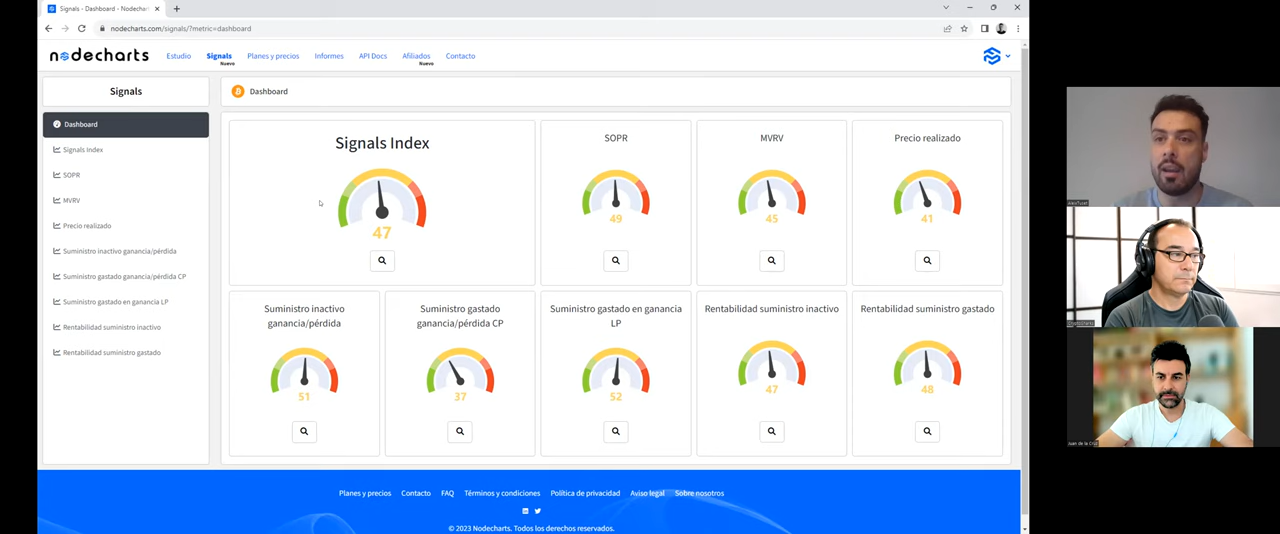 Signals - Dashboard - Nodechar
nodecharts.com/signals/?metric=dashboard
nodecharts
Estudio
Signals
Nuevo
Planes y precios
Informes
API Docs
Afiliados
Nuevo
Contacto
Signals
Dashboard
Signals Index
SOPR
MVRV
Precio realizado
Suministro inactivo ganancia/pérdida
Suministro gastado ganancia/pérdida CP
Suministro gastado en ganancia LP
Rentabilidad suministro inactivo
Rentabilidad suministro gastado
Dashboard
Signals Index
47
SOPR
49
MVRV
45
Precio realizado
41
Suministro inactivo
ganancia/pérdida
51
Suministro gastado
ganancia/pérdida CP
37
Suministro gastado en ganancia
LP
52
Rentabilidad suministro inactivo
47
Rentabilidad suministro gastado
48
Planes y precios
Contacto
FAQ
Términos y condiciones
Política de privacidad
Aviso legal
Sobre nosotros
© 2023 Nodecharts. Todos los derechos reservados.
Juan de la Cruz